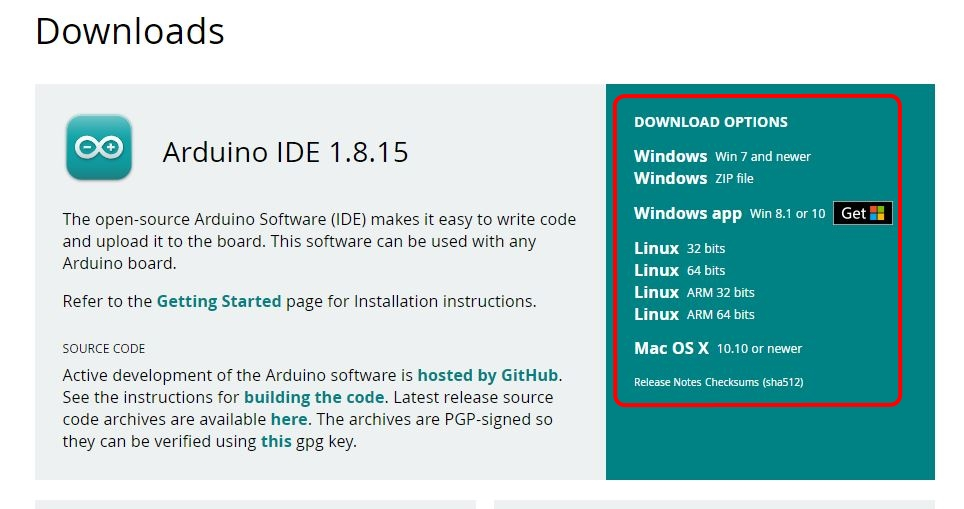 Downloads
Arduino IDE 1.8.15
The open-source Arduino Software (IDE) makes it easy to write code
and upload it to the board. This software can be used with any
Arduino board.
Refer to the Getting Started page for Installation instructions.
SOURCE CODE
Active development of the Arduino software is hosted by GitHub.
See the instructions for building the code. Latest release source
code archives are available here. The archives are PGP-signed so
they can be verified using this gpg key.
DOWNLOAD OPTIONS
Windows Win 7 and newer
Windows ZIP file
Windows app Win 8.1 or 10 Get
Linux 32 bits
Linux 64 bits
Linux ARM 32 bits
Linux ARM 64 bits
Mac OS X 10.10 or newer
Release Notes Checksums (sha512)